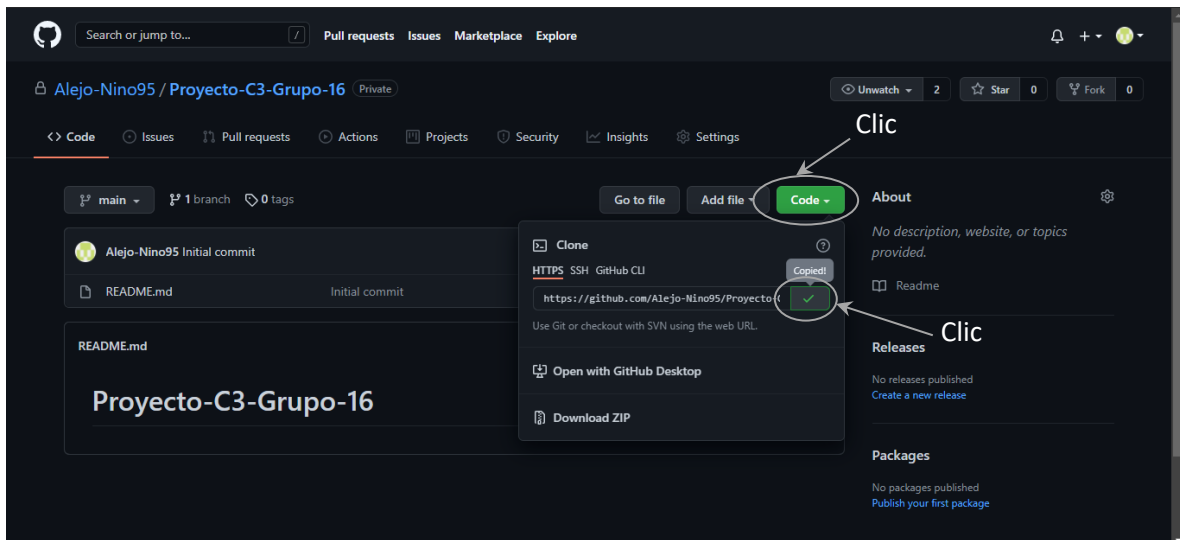 Search or jump to... /
Pull requests Issues Marketplace Explore
Alejo-Nino95 / Proyecto-C3-Grupo-16 Private
Unwatch 2 Star 0 Fork 0
Clic
<> Code Issues Pull requests Actions Projects Security Insights Settings
main 1 branch 0 tags
Go to file Add file Code
Clone
HTTPS SSH GitHub CLI
Copied!
https://github.com/Alejo-Nino95/Proyecto-C
Use Git or checkout with SVN using the web URL.
Open with GitHub Desktop
Download ZIP
Clic
Alejo-Nino95 Initial commit
README.md Initial commit
README.md
Proyecto-C3-Grupo-16
About
No description, website, or topics
provided.
Readme
Releases
No releases published
Create a new release
Packages
No packages published
Publish your first package